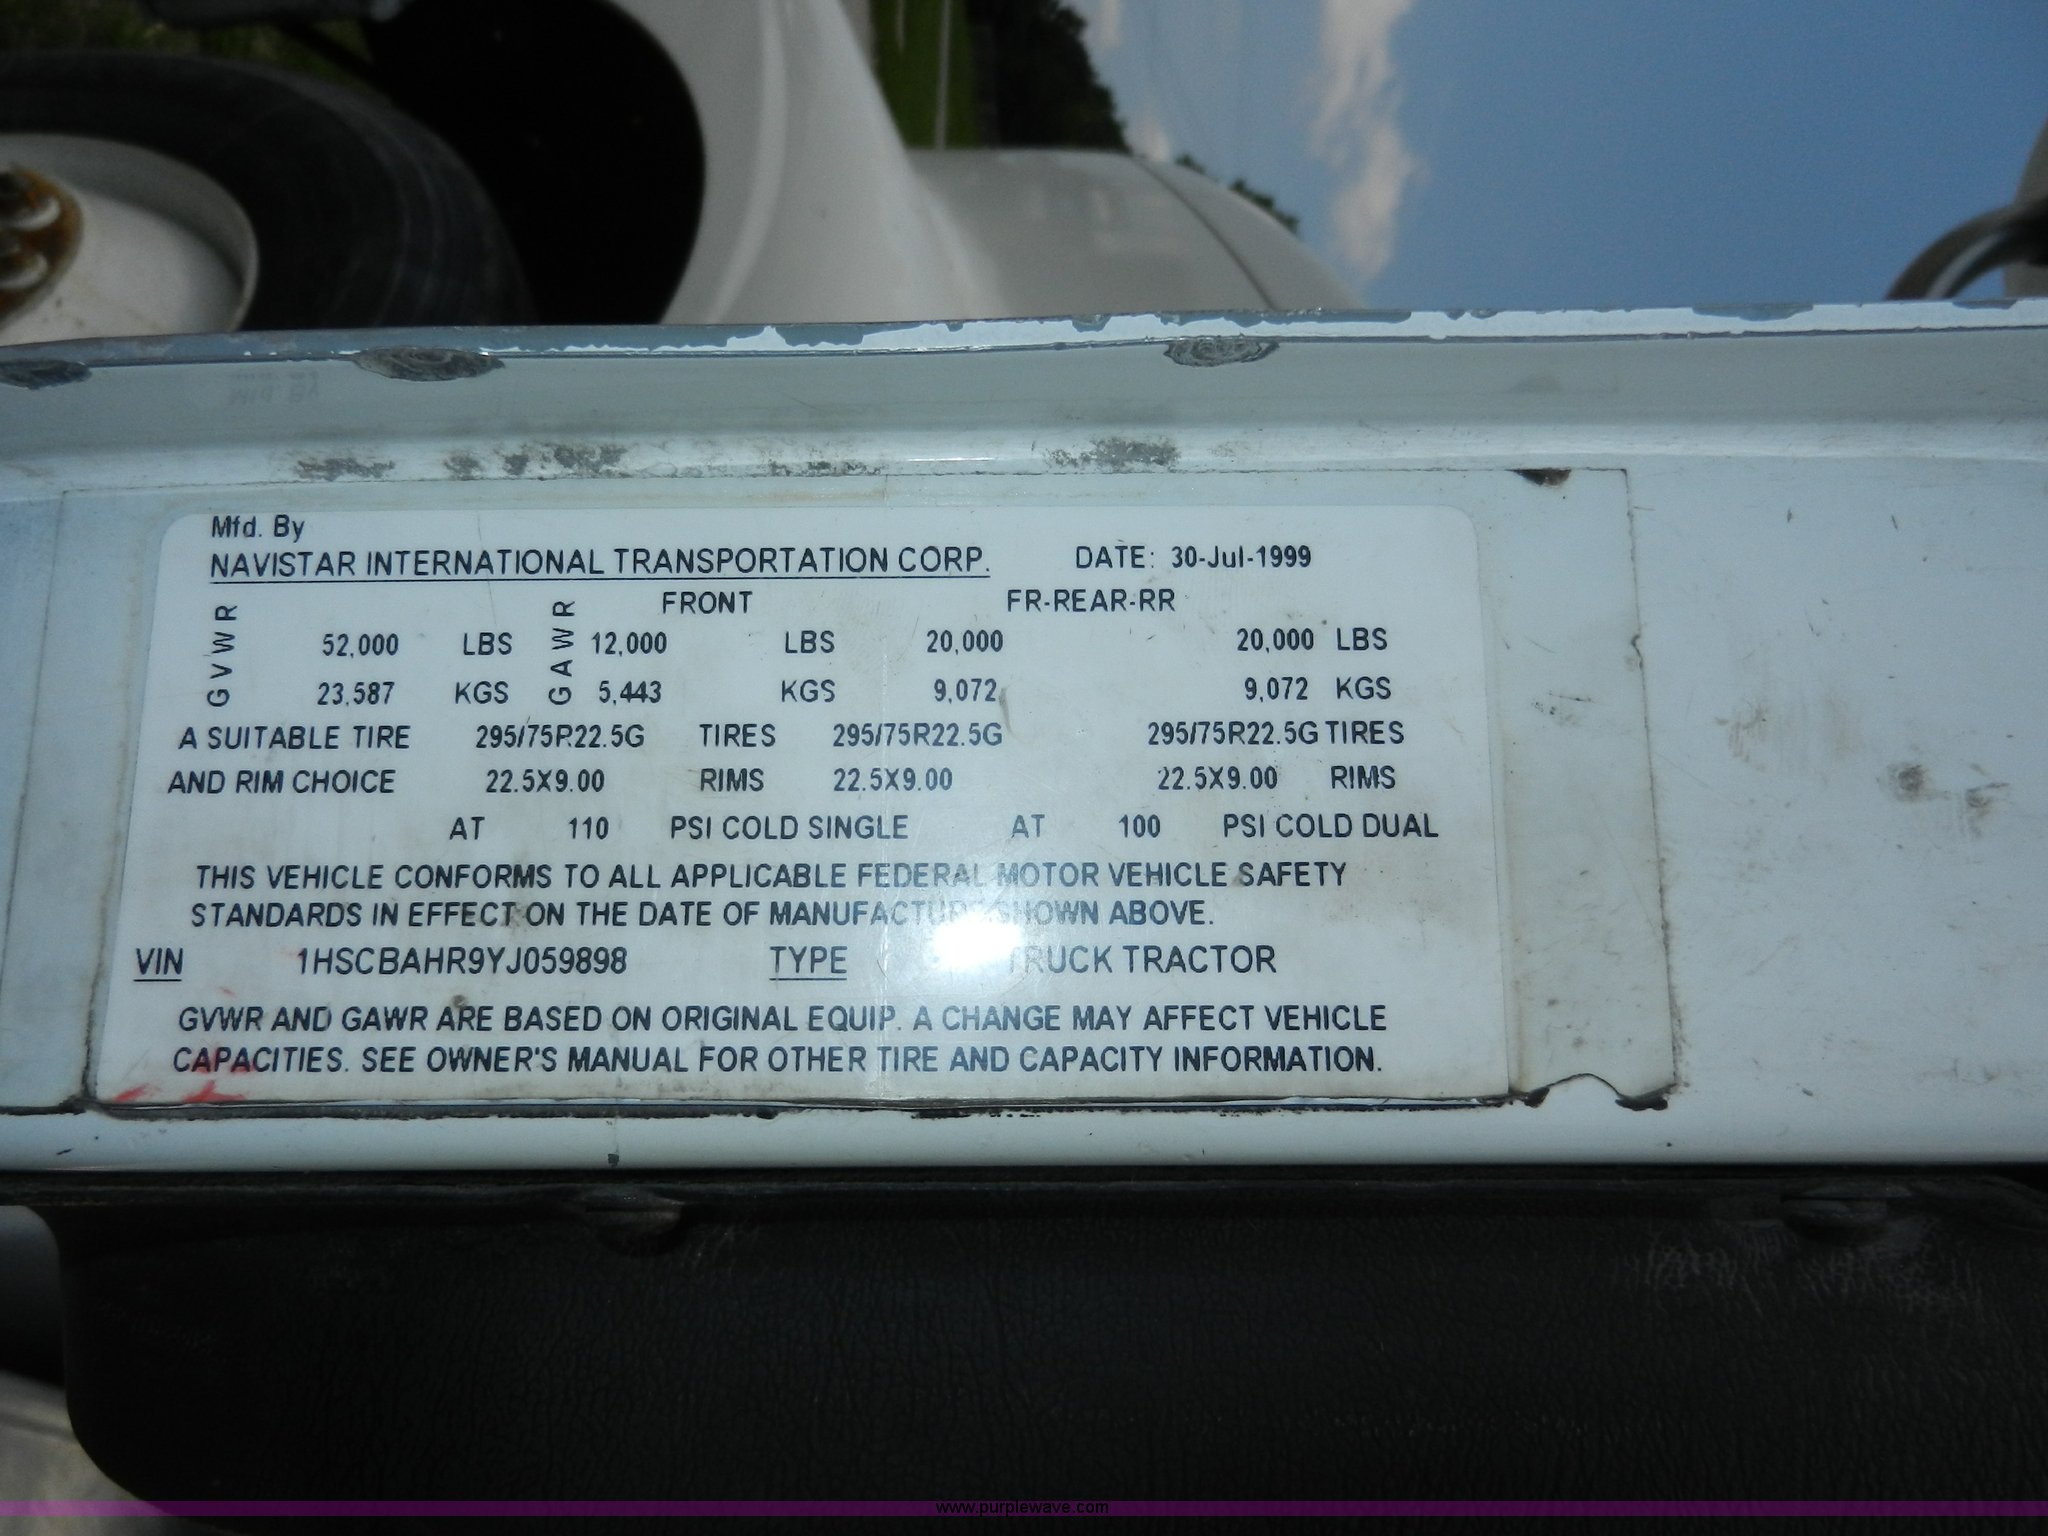 Mfd. By
NAVISTAR INTERNATIONAL TRANSPORTATION CORP. DATE: 30-Jul-1999
GVWR GAWR FRONT FR-REAR-RR
52,000 LBS 12,000 LBS 20,000 20,000 LBS
23,587 KGS 5,443 KGS 9,072 9,072 KGS
A SUITABLE TIRE 295/75R22.5G TIRES 295/75R22.5G 295/75R22.5G TIRES
AND RIM CHOICE 22.5X9.00 RIMS 22.5X9.00 22.5X9.00 RIMS
AT 110 PSI COLD SINGLE AT 100 PSI COLD DUAL
THIS VEHICLE CONFORMS TO ALL APPLICABLE FEDERAL MOTOR VEHICLE SAFETY
STANDARDS IN EFFECT ON THE DATE OF MANUFACTURE SHOWN ABOVE.
VIN 1HSCBAHR9YJ059898 TYPE TRUCK TRACTOR
GVWR AND GAWR ARE BASED ON ORIGINAL EQUIP. A CHANGE MAY AFFECT VEHICLE
CAPACITIES. SEE OWNER'S MANUAL FOR OTHER TIRE AND CAPACITY INFORMATION.
www.purplewave.com